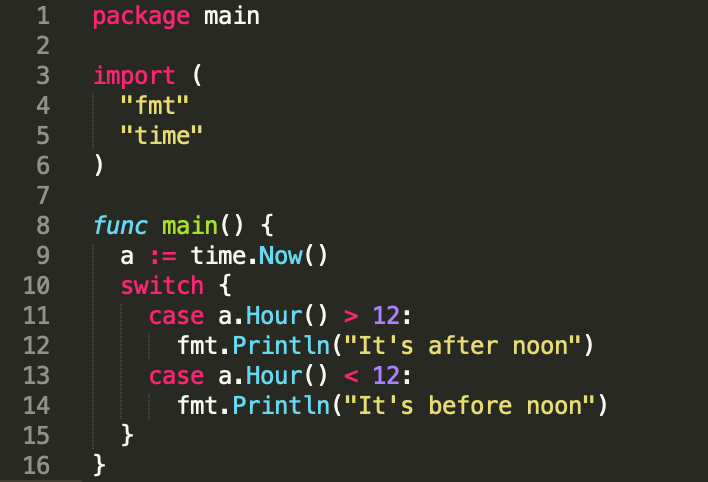 1 package main
2
3 import (
4   "fmt"
5   "time"
6 )
7
8 func main() {
9   a := time.Now()
10   switch {
11     case a.Hour() > 12:
12       fmt.Println("It's after noon")
13     case a.Hour() < 12:
14       fmt.Println("It's before noon")
15   }
16 }